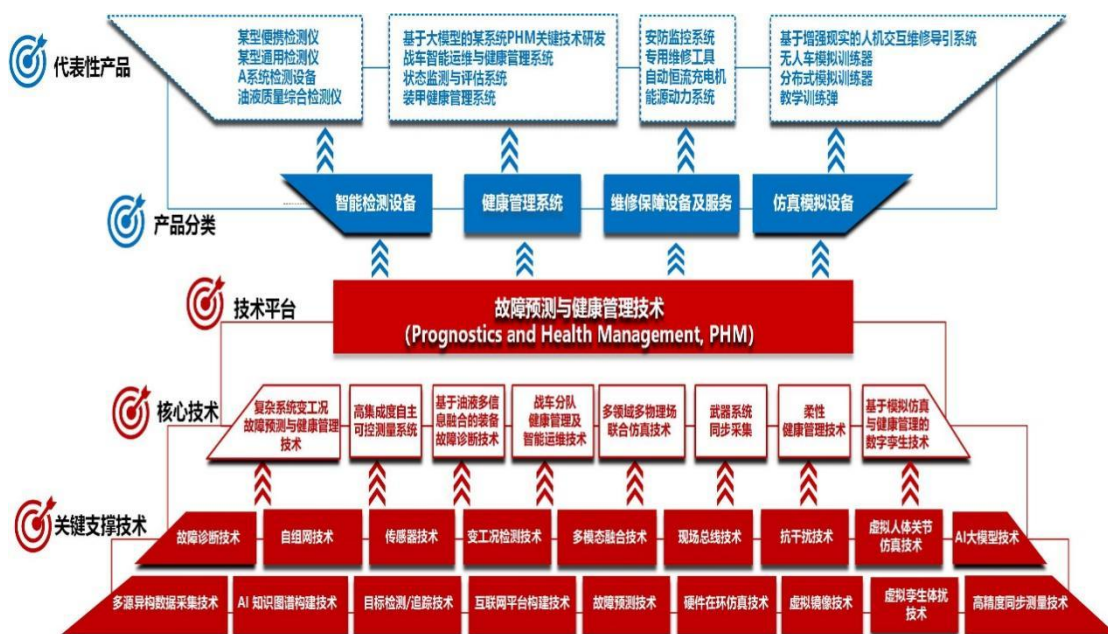 代表性产品
某型便携检测仪
某型通用检测仪
A系统检测设备
油液质量综合检测仪
基于大模型的某系统PHM关键技术研发
战车智能运维与健康管理系统
状态监测与评估系统
装甲健康管理系统
安防监控系统
专用维修工具
自动恒流充电机
能源动力系统
基于增强现实的人机交互维修导引系统
无人车模拟训练器
分布式模拟训练器
教学训练弹
产品分类
智能检测设备
健康管理系统
维修保障设备及服务
仿真模拟设备
技术平台
故障预测与健康管理技术
(Prognostics and Health Management, PHM)
核心技术
复杂系统变工况
故障预测与健康管理
技术
高集成度自主
可控测量系统
基于油液多信
息融合的装备
故障诊断技术
战车分队
健康管理及
智能运维技术
多领域多物理场
联合仿真技术
武器系统
同步采集
柔性
健康管理技术
基于模拟仿真
与健康管理的
数字孪生技术
关键支撑技术
故障诊断技术
自组网技术
传感器技术
变工况检测技术
多模态融合技术
现场总线技术
抗干扰技术
虚拟人体关节
仿真技术
AI大模型技术
多源异构数据采集技术
AI 知识图谱构建技术
目标检测/追踪技术
互联网平台构建技术
故障预测技术
硬件在环仿真技术
虚拟镜像技术
虚拟孪生体扰
技术
高精度同步测量技术